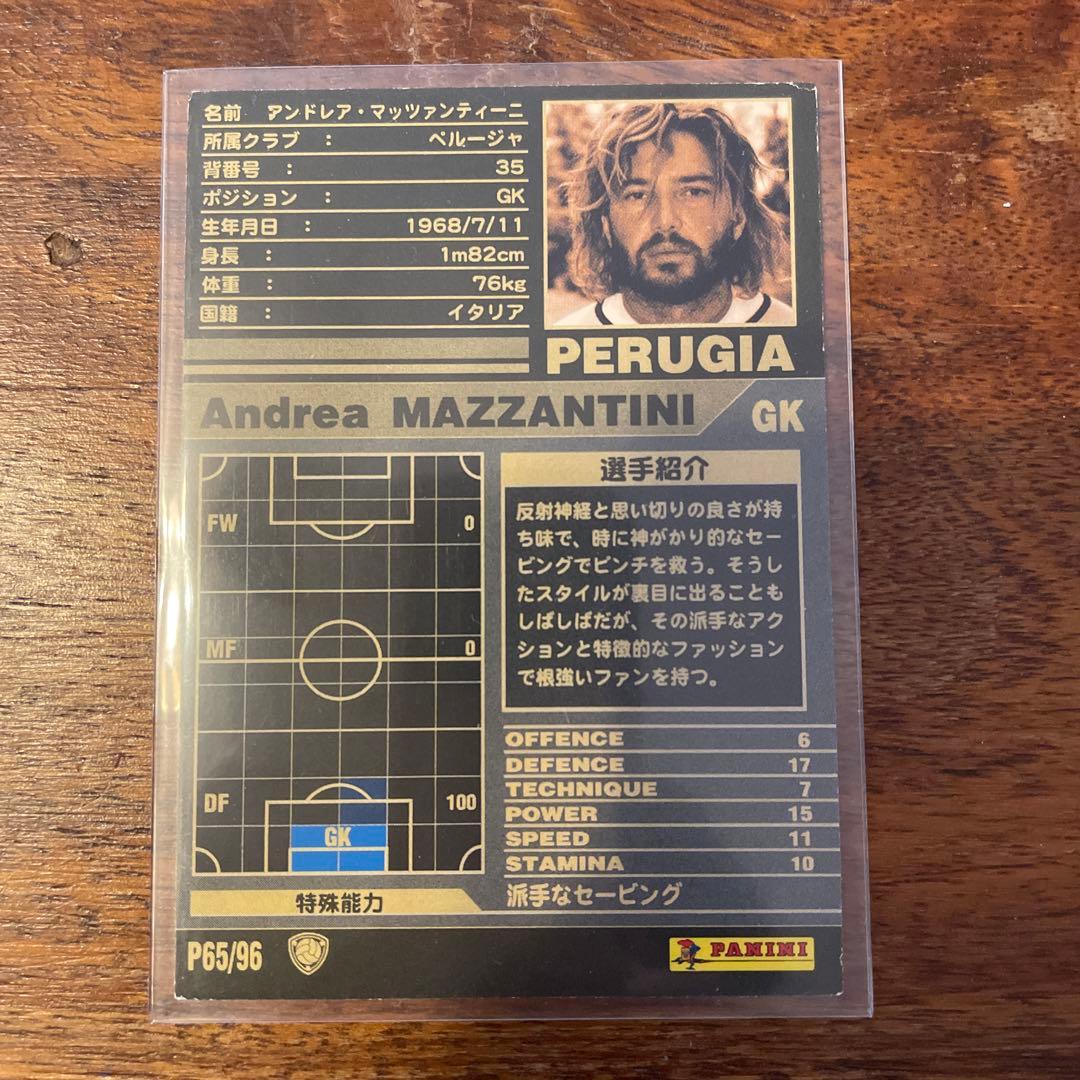 名前 アンドレア・マッツァンティーニ
所属クラブ : ペルージャ
背番号 : 35
ポジション : GK
生年月日 : 1968/7/11
身長 : 1m82cm
体重 : 76kg
国籍 : イタリア
PERUGIA
Andrea MAZZANTINI GK
FW 0
MF 0
DF 100
GK
選手紹介
反射神経と思い切りの良さが持
ち味で、時に神がかり的なセー
ビングでピンチを救う。そうし
たスタイルが裏目に出ることも
しばしばだが、その派手なアク
ションと特徴的なファッション
で根強いファンを持つ。
OFFENCE 6
DEFENCE 17
TECHNIQUE 7
POWER 15
SPEED 11
STAMINA 10
特殊能力 派手なセービング
P65/96
PANINI